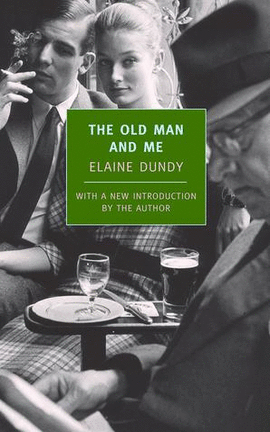 THE OLD MAN
AND ME
ELAINE DUNDY
WITH A NEW INTRODUCTION
BY THE AUTHOR